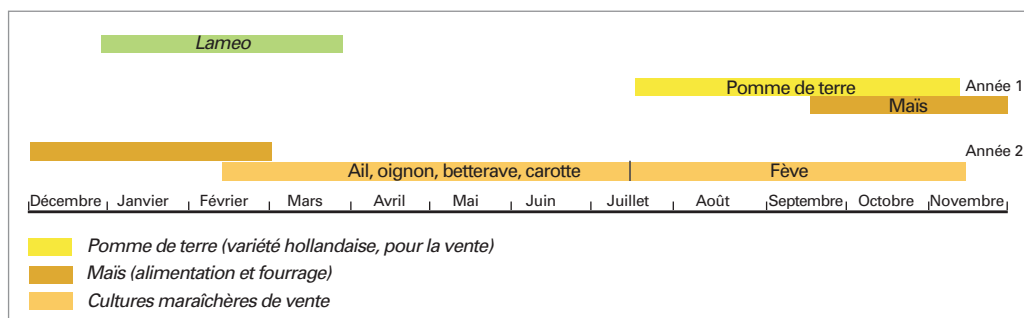 Lameo
Pomme de terre Année 1
Maïs
Année 2
Ail, oignon, betterave, carotte Fève
Décembre Janvier Février Mars Avril Mai Juin Juillet Août Septembre Octobre Novembre
Pomme de terre (variété hollandaise, pour la vente)
Maïs (alimentation et fourrage)
Cultures maraîchères de vente